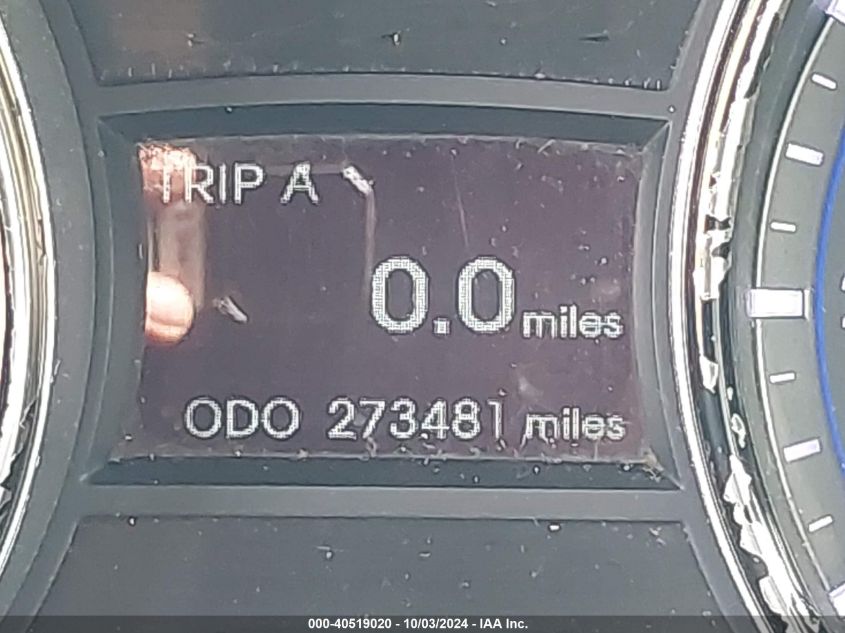 TRIP A
0.0 miles
ODO 273481 miles
000-40519020 - 10/03/2024 - IAA Inc.